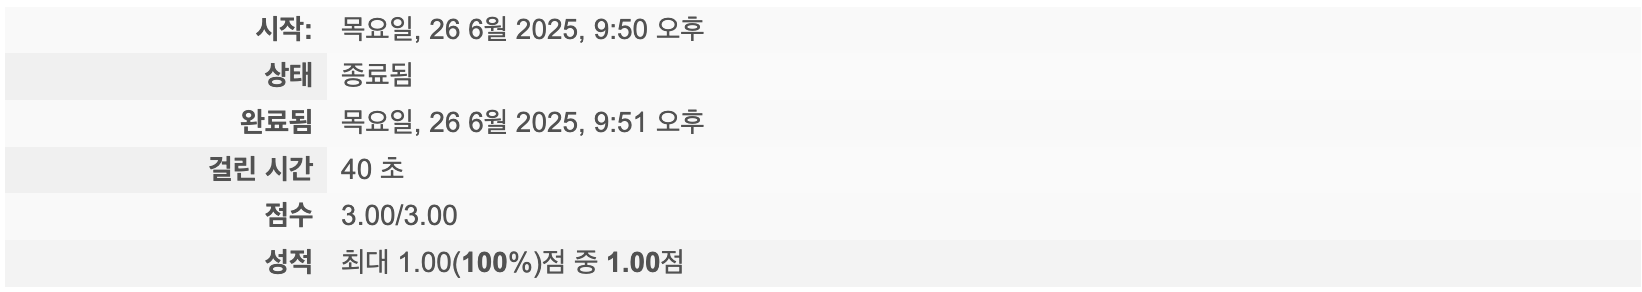 시작: 목요일, 26 6월 2025, 9:50 오후
상태 종료됨
완료됨 목요일, 26 6월 2025, 9:51 오후
걸린 시간 40 초
점수 3.00/3.00
성적 최대 1.00(100%)점 중 1.00점